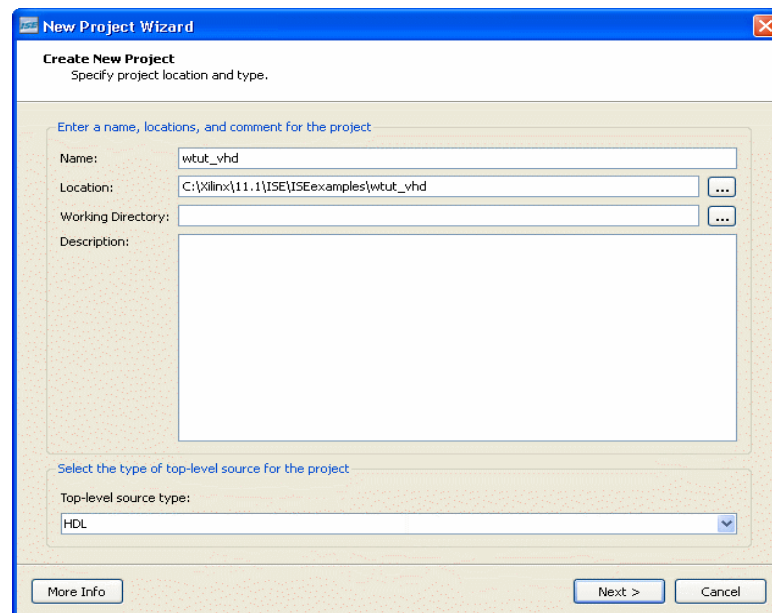 ISE New Project Wizard
Create New Project
Specify project location and type.
Enter a name, locations, and comment for the project
Name: wtut_vhd
Location: C:\Xilinx\11.1\ISE\ISEexamples\wtut_vhd ...
Working Directory: ...
Description:
Select the type of top-level source for the project
Top-level source type:
HDL
More Info Next > Cancel